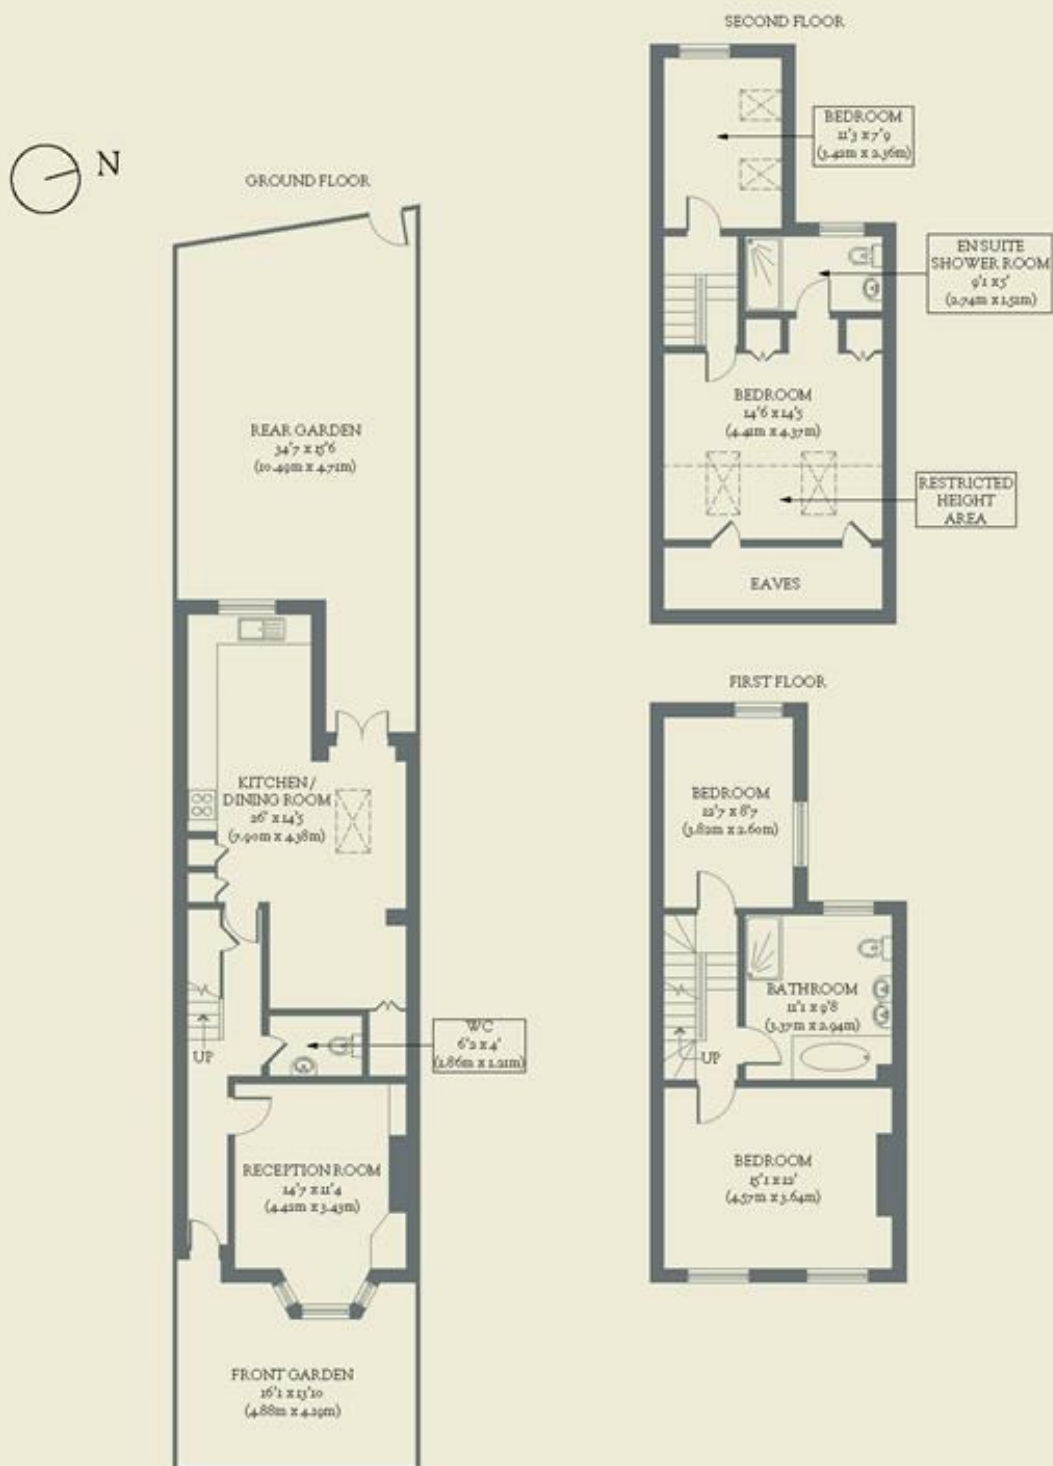 SECOND FLOOR
BEDROOM
11'3 x 7'9
(3.42m x 2.36m)
N
GROUND FLOOR
EN SUITE
SHOWER ROOM
9'1 x 5'
(2.74m x 1.52m)
BEDROOM
14'6 x 14'5
(4.42m x 4.37m)
REAR GARDEN
34'7 x 15'6
(10.49m x 4.72m)
RESTRICTED
HEIGHT
AREA
EAVES
FIRST FLOOR
KITCHEN/
DINING ROOM
26' x 14'5
(7.90m x 4.38m)
BEDROOM
12'7 x 8'7
(3.82m x 2.60m)
BATHROOM
11'1 x 9'8
(3.37m x 2.94m)
WC
6'2 x 4'
(1.86m x 1.21m)
UP
UP
RECEPTION ROOM
14'7 x 11'4
(4.42m x 3.43m)
BEDROOM
15'1 x 12'
(4.57m x 3.64m)
FRONT GARDEN
16'1 x 13'10
(4.88m x 4.19m)